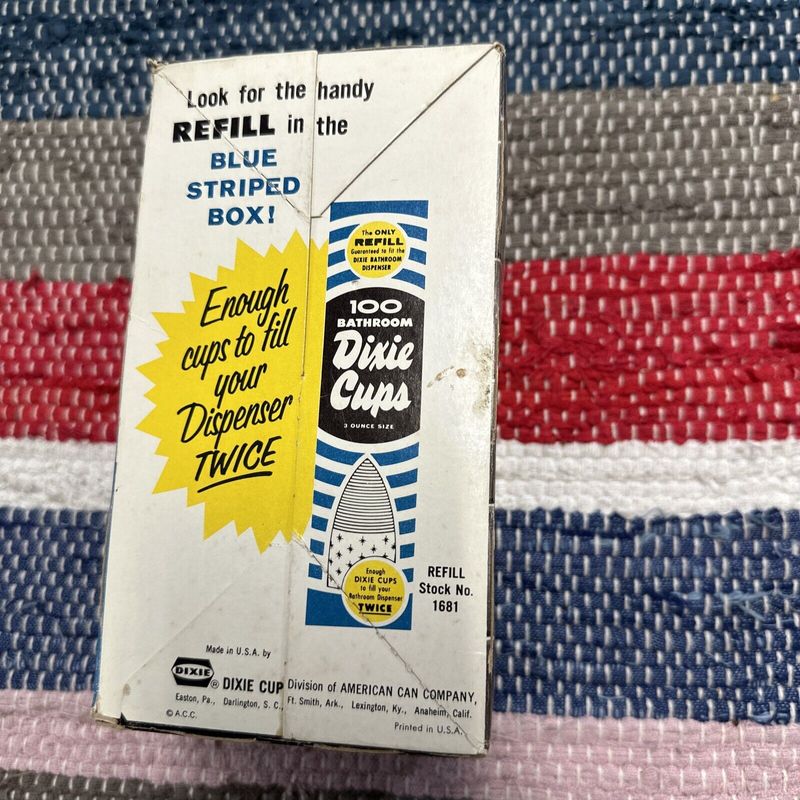 Look for the handy
REFILL in the
BLUE
STRIPED
BOX!
Enough
cups to fill
your
Dispenser
TWICE
The ONLY
REFILL
Guaranteed to fit the
DIXIE BATHROOM
DISPENSER
100
BATHROOM
Dixie
Cups
3 OUNCE SIZE
Enough
DIXIE CUPS
to fill your
Bathroom Dispenser
TWICE
REFILL
Stock No.
1681
Made in U.S.A. by
DIXIE
® DIXIE CUP Division of AMERICAN CAN COMPANY,
Easton, Pa., Darlington, S. C., Ft. Smith, Ark., Lexington, Ky., Anaheim, Calif.
© A.C.C.
Printed in U.S.A.